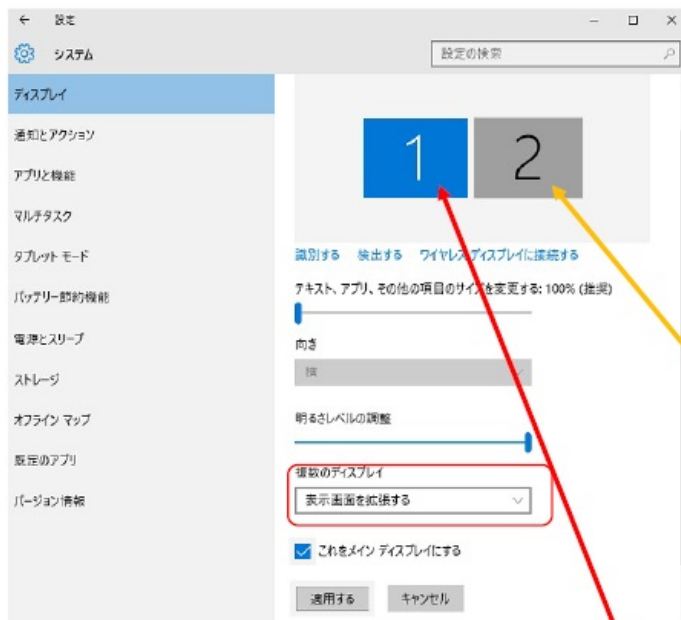 ← 設定
システム
設定の検索
ディスプレイ
通知とアクション
アプリと機能
マルチタスク
タブレット モード
バッテリー節約機能
電源とスリープ
ストレージ
オフライン マップ
既定のアプリ
バージョン情報
1 2
識別する 検出する ワイヤレス ディスプレイに接続する
テキスト、アプリ、その他の項目のサイズを変更する: 100% (推奨)
向き
横
明るさレベルの調整
複数のディスプレイ
表示画面を拡張する
これをメイン ディスプレイにする
適用する キャンセル